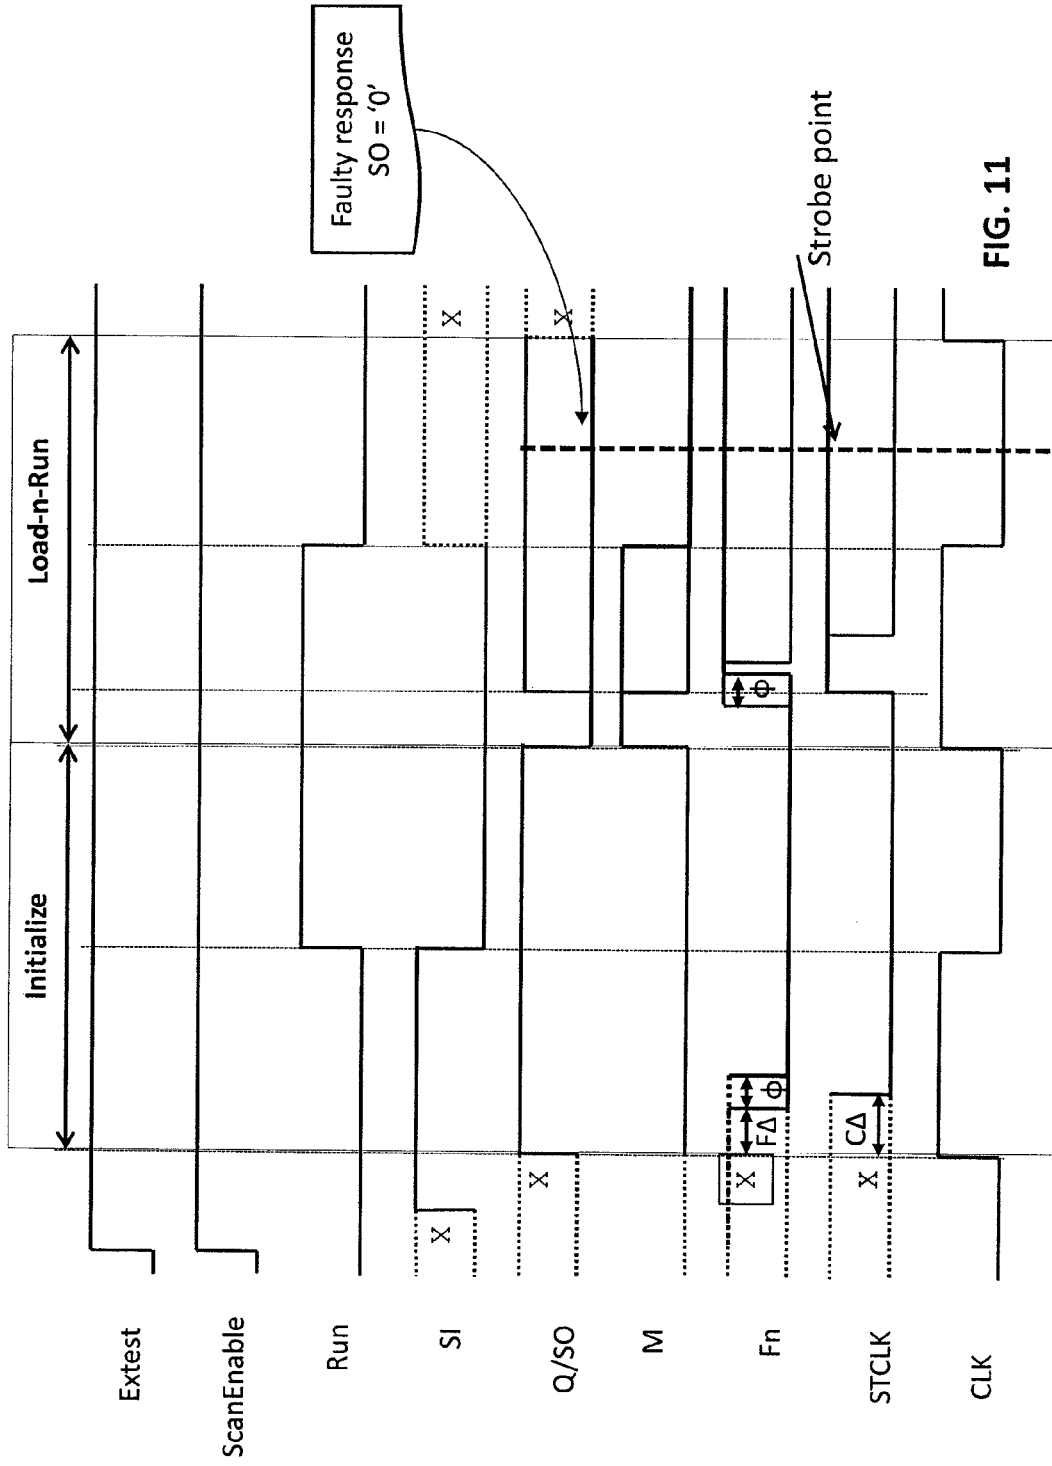 Initialize
Load-n-Run
Faulty response
SO = ‘0’
Extest
ScanEnable
Run
SI
X
X
Q/SO
X
X
M
Fn
X
FΔ
ϕ
ϕ
STCLK
X
CΔ
Strobe point
CLK
FIG. 11